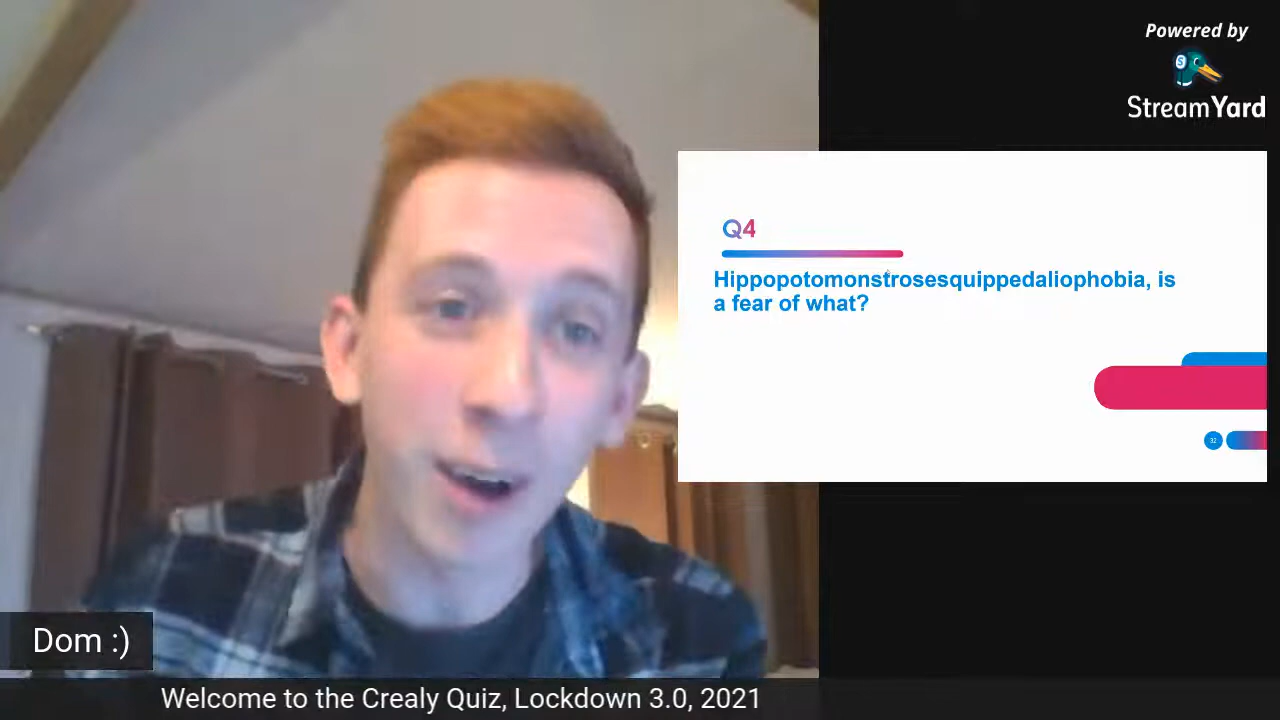 Powered by
StreamYard
Q4
Hippopotomonstrosesquippedaliophobia, is
a fear of what?
32
Dom :)
Welcome to the Crealy Quiz, Lockdown 3.0, 2021